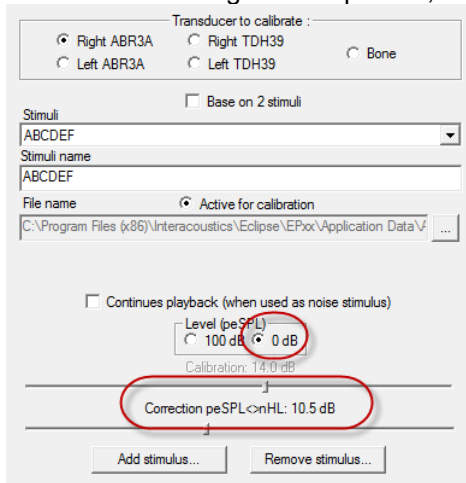 Transducer to calibrate :
Right ABR3A Right TDH39
Bone
Left ABR3A Left TDH39
Base on 2 stimuli
Stimuli
ABCDEF
Stimuli name
ABCDEF
File name Active for calibration
C:\Program Files (x86)\Interacoustics\Eclipse\EPxx\Application Data\ ...
Continues playback (when used as noise stimulus)
Level (peSPL)
100 dB 0 dB
Calibration: 14.0 dB
Correction peSPL<>nHL: 10.5 dB
Add stimulus... Remove stimulus...